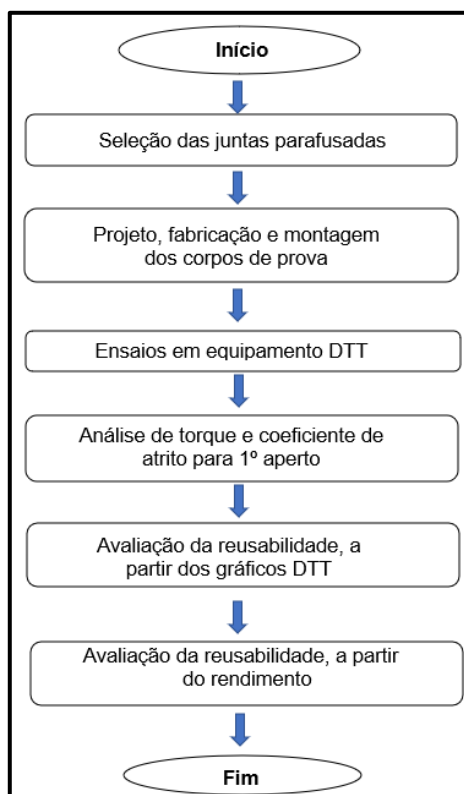 Início
Seleção das juntas parafusadas
Projeto, fabricação e montagem
dos corpos de prova
Ensaios em equipamento DTT
Análise de torque e coeficiente de
atrito para 1º aperto
Avaliação da reusabilidade, a
partir dos gráficos DTT
Avaliação da reusabilidade, a partir
do rendimento
Fim